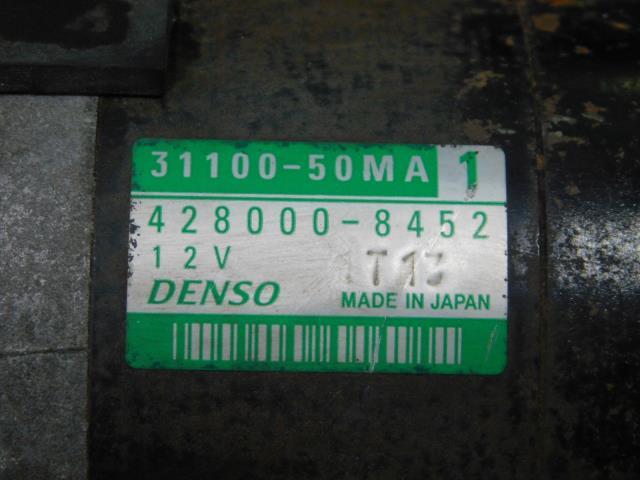 31100-50MA 1
428000-8452
12V
DENSO MADE IN JAPAN